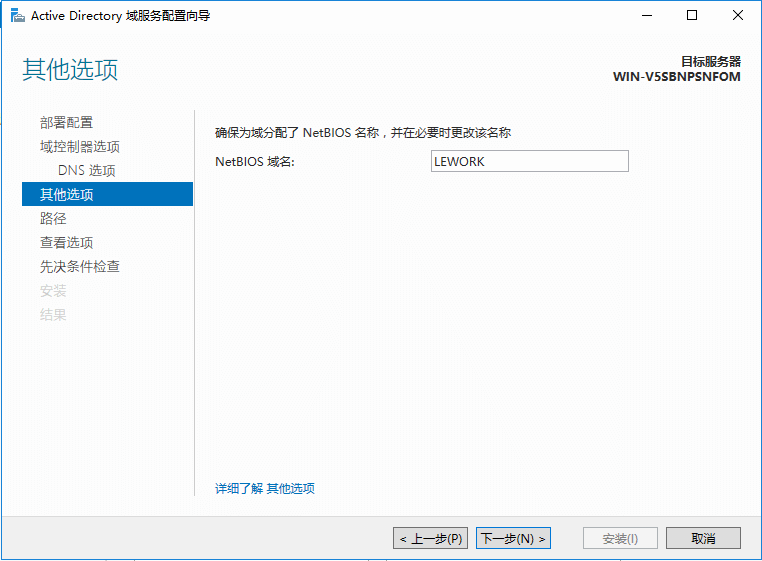 Active Directory 域服务配置向导
其他选项
目标服务器
WIN-V5SBNPSNFOM
部署配置
域控制器选项
DNS 选项
其他选项
路径
查看选项
先决条件检查
安装
结果
确保为域分配了 NetBIOS 名称，并在必要时更改该名称
NetBIOS 域名: LEWORK
详细了解 其他选项
< 上一步(P) 下一步(N) > 安装(I) 取消